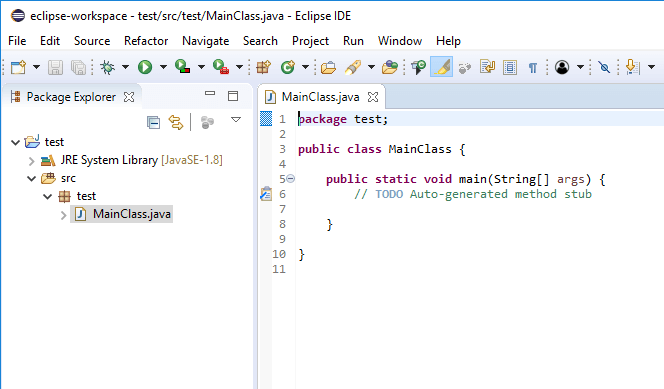 eclipse-workspace - test/src/test/MainClass.java - Eclipse IDE
File Edit Source Refactor Navigate Search Project Run Window Help
Package Explorer
test
JRE System Library [JavaSE-1.8]
src
test
MainClass.java
MainClass.java
1 package test;
2
3 public class MainClass {
4
5 public static void main(String[] args) {
6 // TODO Auto-generated method stub
7
8 }
9
10 }
11